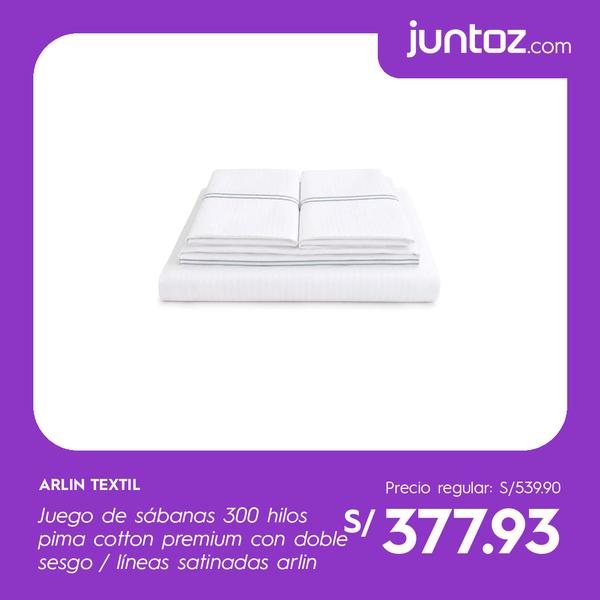 juntoz.com
ARLIN TEXTIL
Juego de sábanas 300 hilos
pima cotton premium con doble
sesgo / líneas satinadas arlin
Precio regular: S/539.90
S/ 377.93